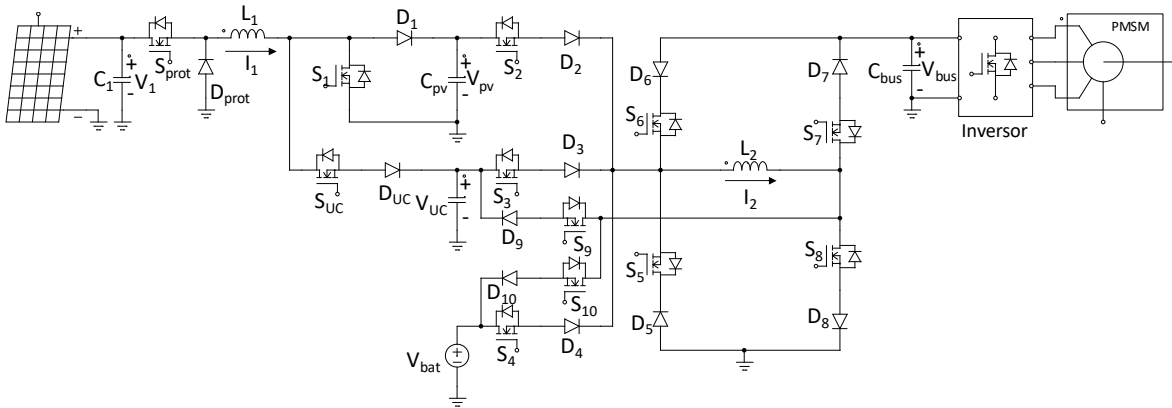 L1
D1
D2
S2
Sprot
I1
C1
V1
+
-
Dprot
S1
Cpv
Vpv
+
-
D6
D7
Cbus
Vbus
+
-
PMSM
Inversor
S6
S7
L2
I2
D3
SUC
DUC
VUC
+
-
S3
D9
S9
D10
S10
S5
S8
S4
D4
D5
D8
Vbat
+
-